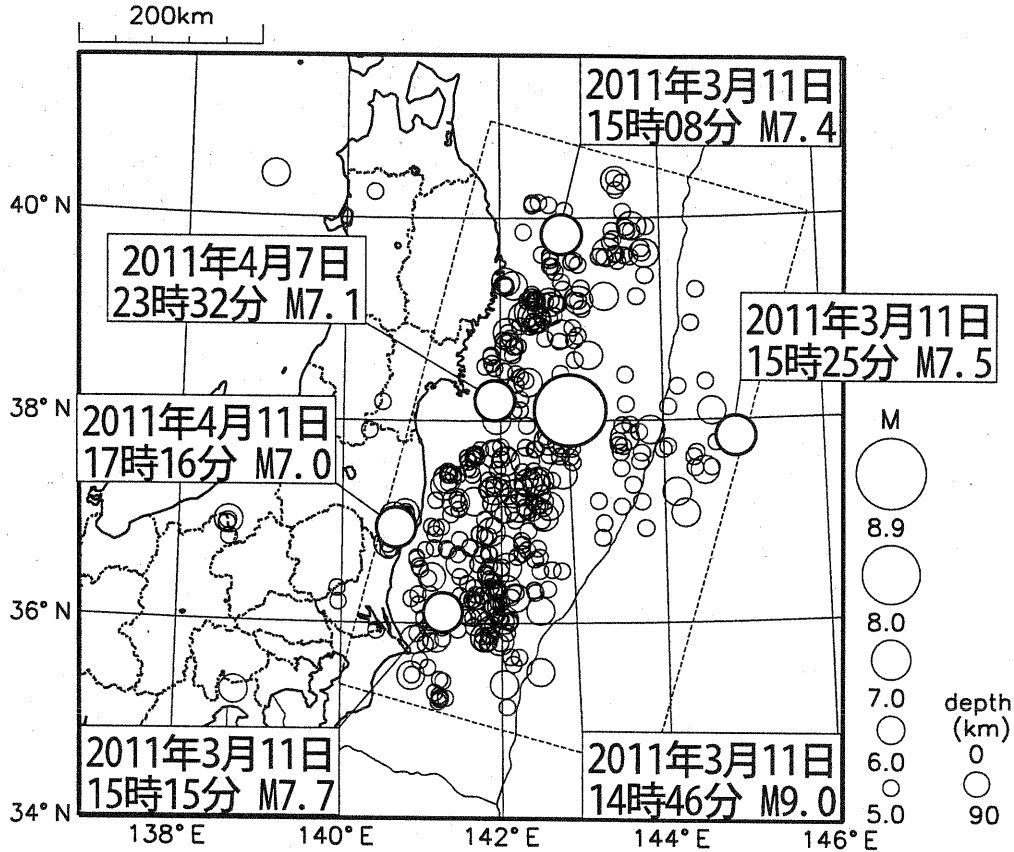 200km
2011年3月11日
15時08分 M7.4
40°N
2011年4月7日
23時32分 M7.1
2011年3月11日
15時25分 M7.5
38°N
2011年4月11日
17時16分 M7.0
M
8.9
8.0
7.0
6.0
5.0
depth
(km)
0
90
36°N
2011年3月11日
15時15分 M7.7
2011年3月11日
14時46分 M9.0
34°N
138°E
140°E
142°E
144°E
146°E